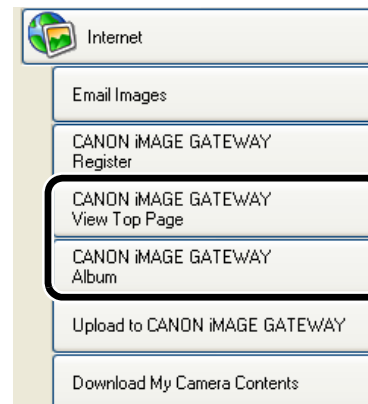 Internet
Email Images
CANON iMAGE GATEWAY
Register
CANON iMAGE GATEWAY
View Top Page
CANON iMAGE GATEWAY
Album
Upload to CANON iMAGE GATEWAY
Download My Camera Contents